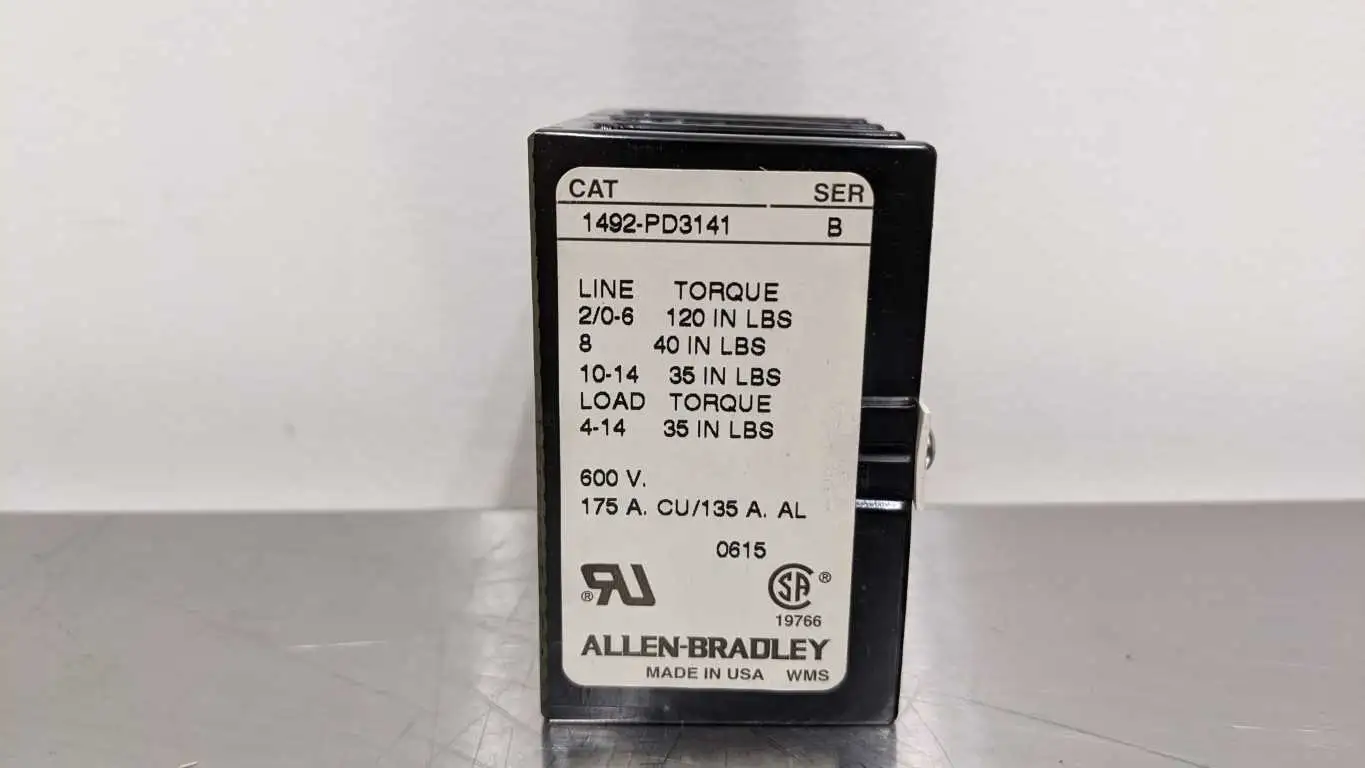 CAT SER
1492-PD3141 B
LINE TORQUE
2/0-6 120 IN LBS
8 40 IN LBS
10-14 35 IN LBS
LOAD TORQUE
4-14 35 IN LBS
600 V.
175 A. CU/135 A. AL
0615
®RU SA®
19766
ALLEN-BRADLEY
MADE IN USA WMS